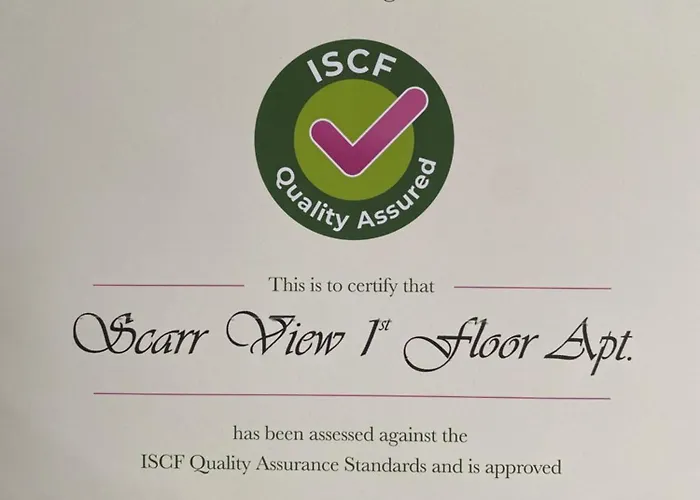 ISCF
Quality Assured
This is to certify that
Scarr View 1st Floor Apt.
has been assessed against the
ISCF Quality Assurance Standards and is approved